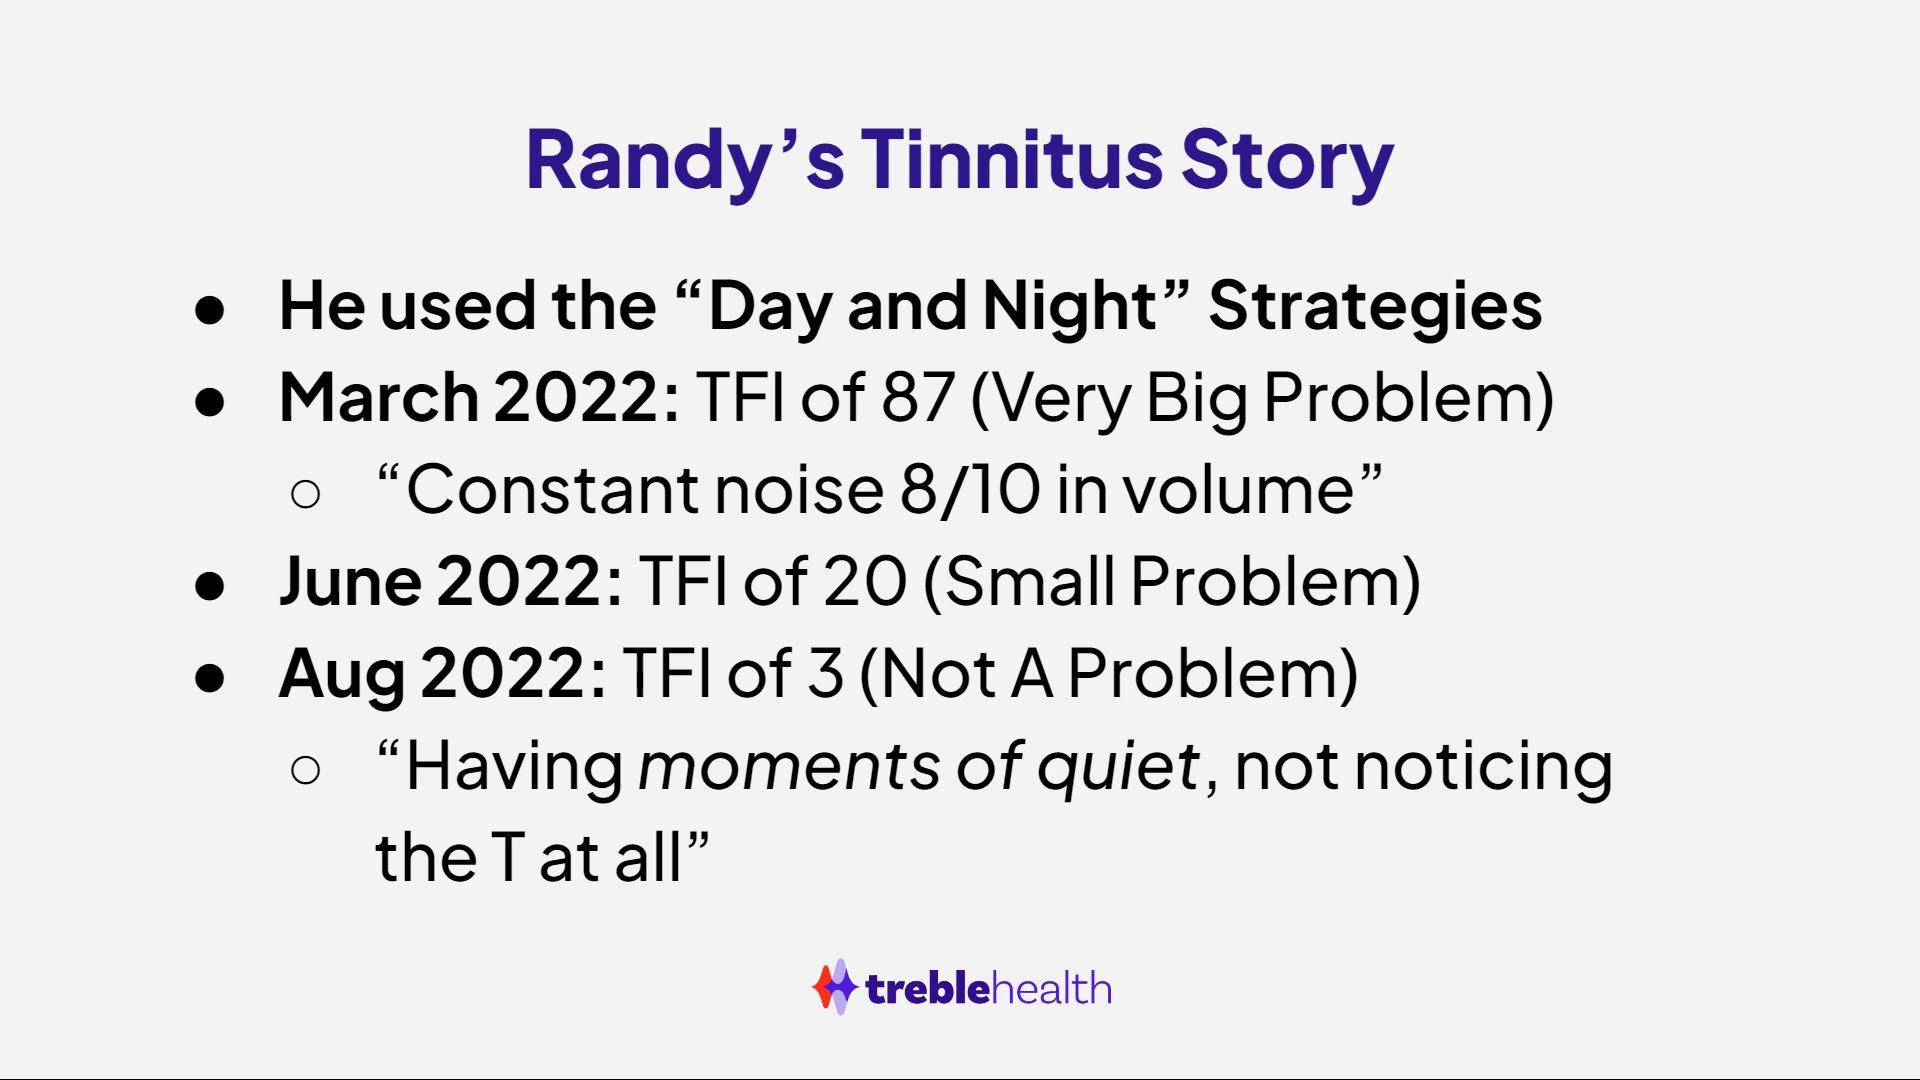 Randy’s Tinnitus Story
● He used the “Day and Night” Strategies
● March 2022: TFI of 87 (Very Big Problem)
○ “Constant noise 8/10 in volume”
● June 2022: TFI of 20 (Small Problem)
● Aug 2022: TFI of 3 (Not A Problem)
○ “Having moments of quiet, not noticing
the T at all”
treblehealth